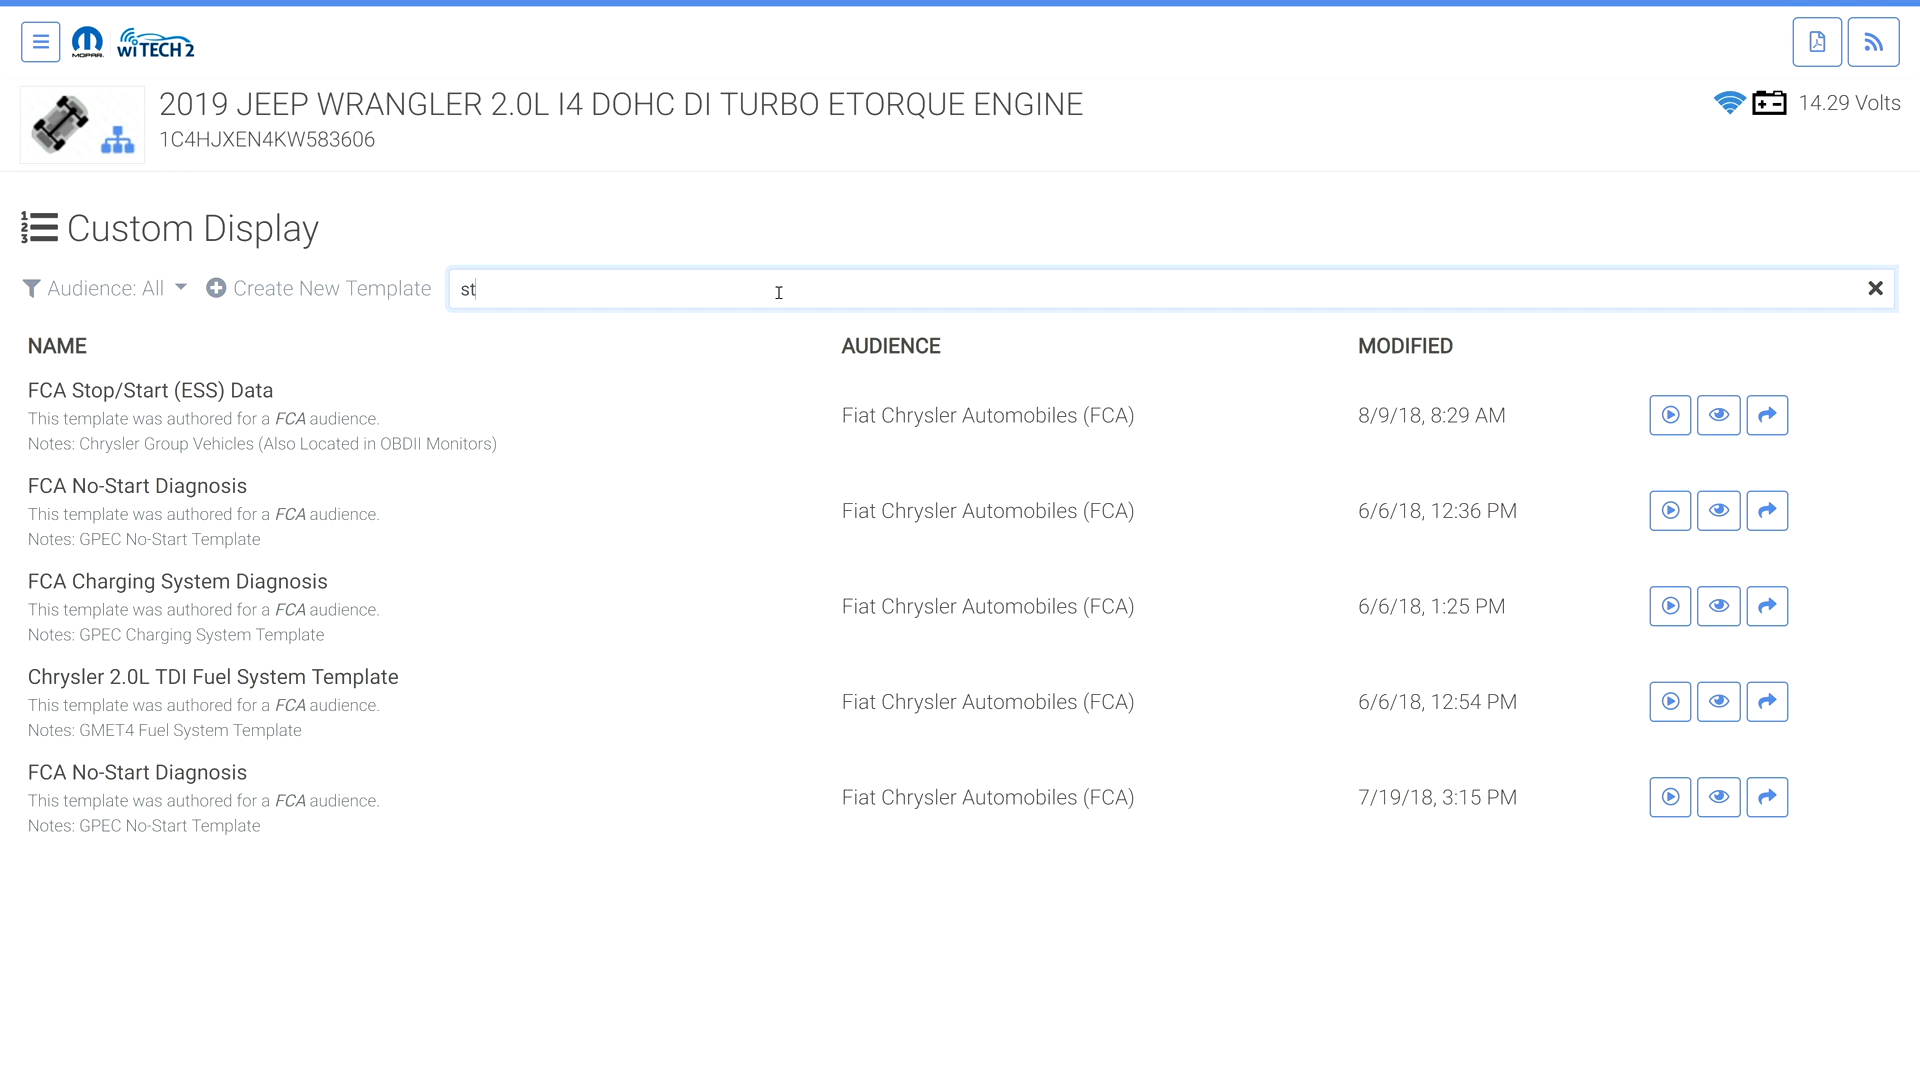 MOPAR
wiTECH 2
2019 JEEP WRANGLER 2.0L I4 DOHC DI TURBO ETORQUE ENGINE
1C4HJXEN4KW583606
14.29 Volts
1
2
3
Custom Display
Audience: All
Create New Template
st
NAME
AUDIENCE
MODIFIED
FCA Stop/Start (ESS) Data
This template was authored for a FCA audience.
Notes: Chrysler Group Vehicles (Also Located in OBDII Monitors)
Fiat Chrysler Automobiles (FCA)
8/9/18, 8:29 AM
FCA No-Start Diagnosis
This template was authored for a FCA audience.
Notes: GPEC No-Start Template
Fiat Chrysler Automobiles (FCA)
6/6/18, 12:36 PM
FCA Charging System Diagnosis
This template was authored for a FCA audience.
Notes: GPEC Charging System Template
Fiat Chrysler Automobiles (FCA)
6/6/18, 1:25 PM
Chrysler 2.0L TDI Fuel System Template
This template was authored for a FCA audience.
Notes: GMET4 Fuel System Template
Fiat Chrysler Automobiles (FCA)
6/6/18, 12:54 PM
FCA No-Start Diagnosis
This template was authored for a FCA audience.
Notes: GPEC No-Start Template
Fiat Chrysler Automobiles (FCA)
7/19/18, 3:15 PM